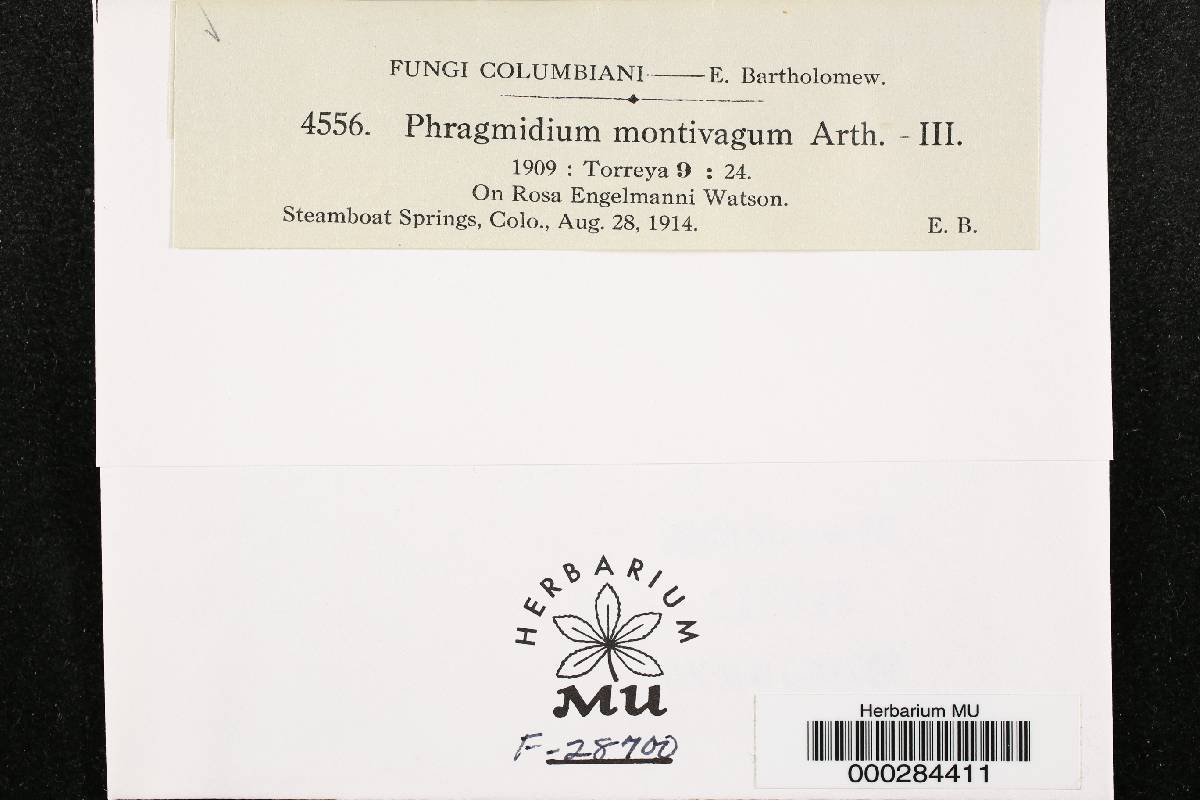 FUNGI COLUMBIANI——E. Bartholomew.
4556. Phragmidium montivagum Arth. - III.
1909 : Torreya 9 : 24.
On Rosa Engelmanni Watson.
Steamboat Springs, Colo., Aug. 28, 1914. E. B.
HERBARIUM
MU
F-28700
Herbarium MU
000284411